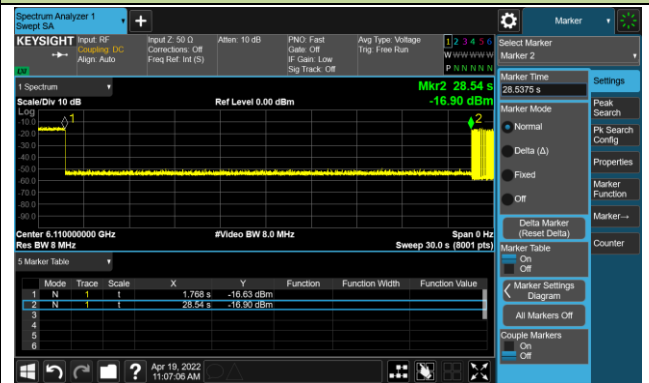 Spectrum Analyzer 1
Swept SA
+
Marker
KEYSIGHT
Input: RF
Coupling: DC
Align: Auto
Input Z: 50 Ω
Corrections: Off
Freq Ref: Int (S)
Atten: 10 dB
PNO: Fast
Gate: Off
IF Gain: Low
Sig Track: Off
Avg Type: Voltage
Trig: Free Run
1 2 3 4 5 6
W W W W W W
P N N N N N
Select Marker
Marker 2
1 Spectrum
Mkr2 28.54 s
-16.90 dBm
Scale/Div 10 dB
Ref Level 0.00 dBm
Log
-10.0
-20.0
-30.0
-40.0
-50.0
-60.0
-70.0
-80.0
-90.0
1
2
Center 6.110000000 GHz
#Video BW 8.0 MHz
Span 0 Hz
Res BW 8 MHz
Sweep 30.0 s (8001 pts)
5 Marker Table
Mode Trace Scale X Y Function Function Width Function Value
1 N 1 t 1.768 s -16.63 dBm
2 N 1 t 28.54 s -16.90 dBm
3
4
5
6
Marker Time
28.5375 s
Marker Mode
Normal
Delta (Δ)
Fixed
Off
Delta Marker
(Reset Delta)
Marker Table
On
Off
Marker Settings
Diagram
All Markers Off
Couple Markers
On
Off
Settings
Peak
Search
Pk Search
Config
Properties
Marker
Function
Marker→
Counter
?
Apr 19, 2022
11:07:06 AM